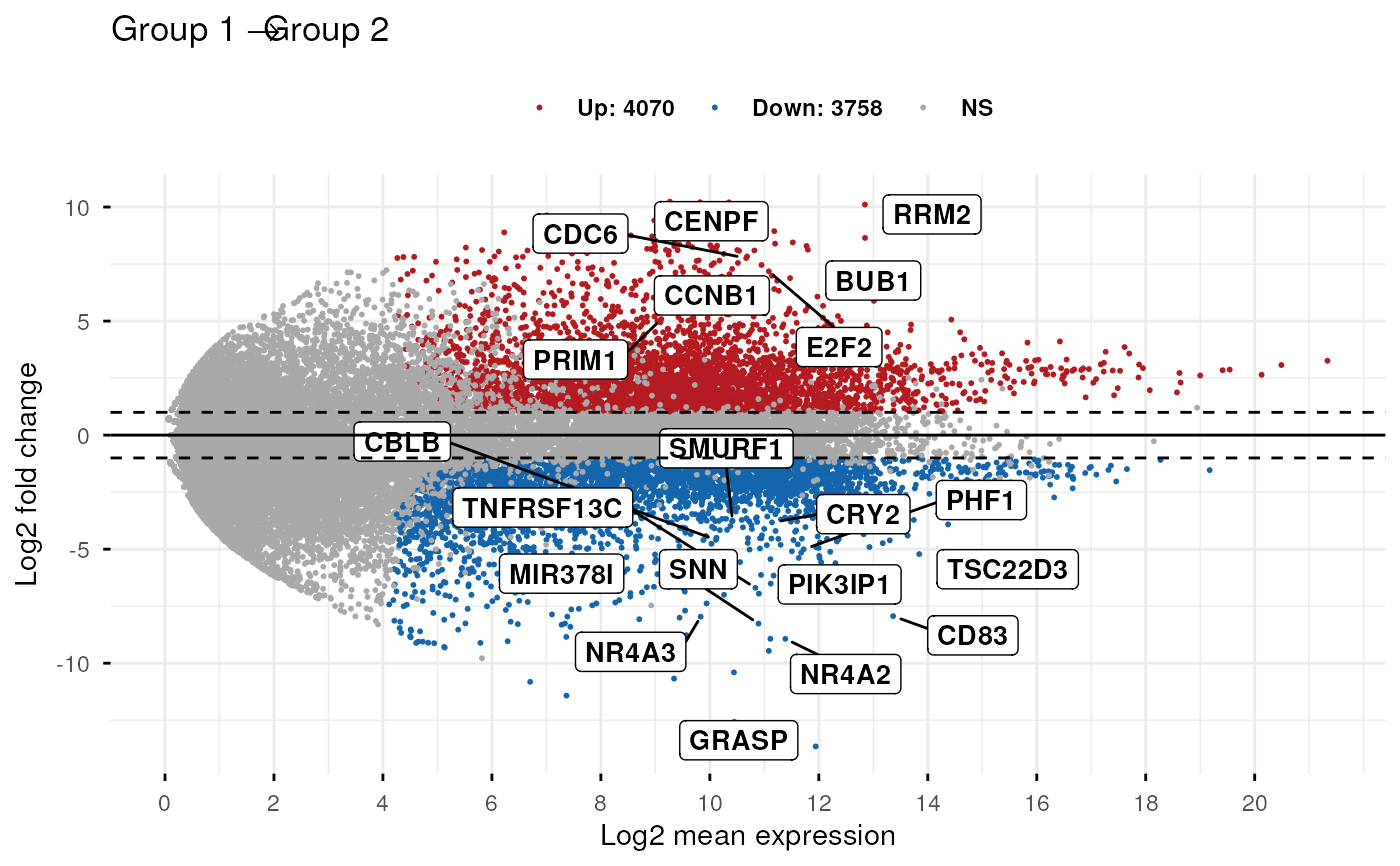 Group 1 → Group 2
Up: 4070 Down: 3758 NS
Log2 fold change
10
5
0
-5
-10
CDC6
CENPF
RRM2
BUB1
CCNB1
E2F2
PRIM1
CBLB
SMURF1
TNFRSF13C
CRY2
PHF1
MIR378I
SNN
PIK3IP1
TSC22D3
NR4A3
CD83
NR4A2
GRASP
0 2 4 6 8 10 12 14 16 18 20
Log2 mean expression